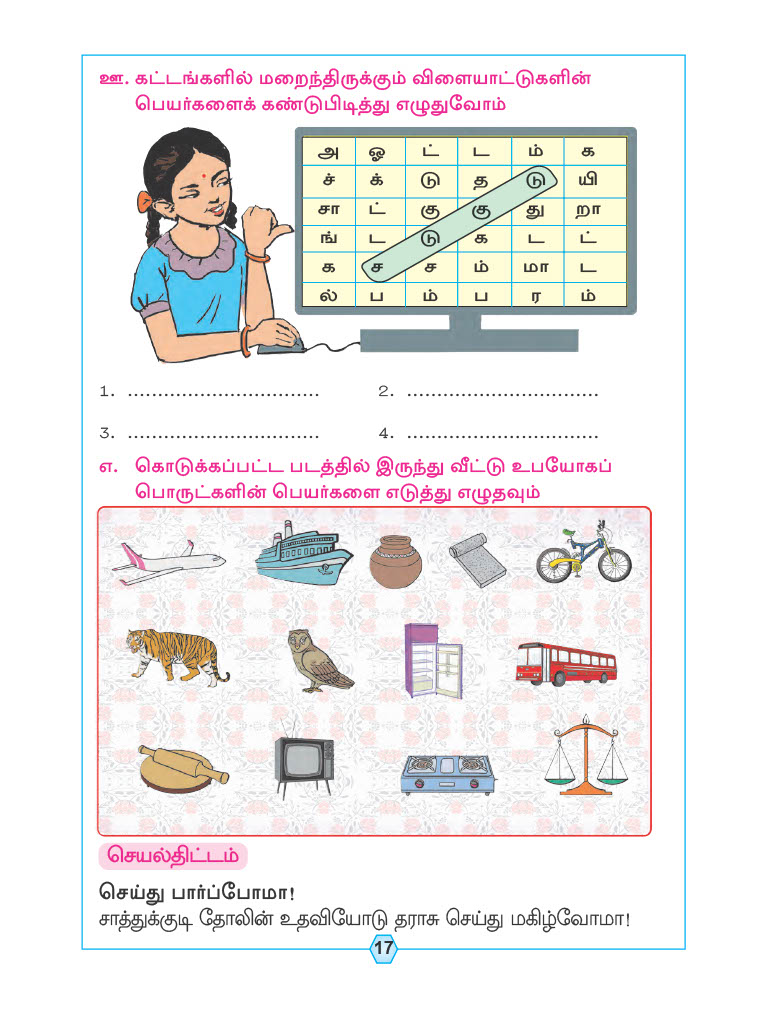 ஊ. கட்டங்களில் மறைந்திருக்கும் விளையாட்டுகளின்
பெயர்களைக் கண்டுபிடித்து எழுதுவோம்
அ ஓ ட் ட ம் க
ச் க் டு த டு யி
சா ட் கு கு து றா
ங் ட டு க ட ட்
க ச ச ம் மா ட
ல் ப ம் ப ர ம்
1. ................................ 2. ................................
3. ................................ 4. ................................
எ. கொடுக்கப்பட்ட படத்தில் இருந்து வீட்டு உபயோகப்
பொருட்களின் பெயர்களை எடுத்து எழுதவும்
செயல்திட்டம்
செய்து பார்ப்போமா!
சாத்துக்குடி தோலின் உதவியோடு தராசு செய்து மகிழ்வோமா!
17